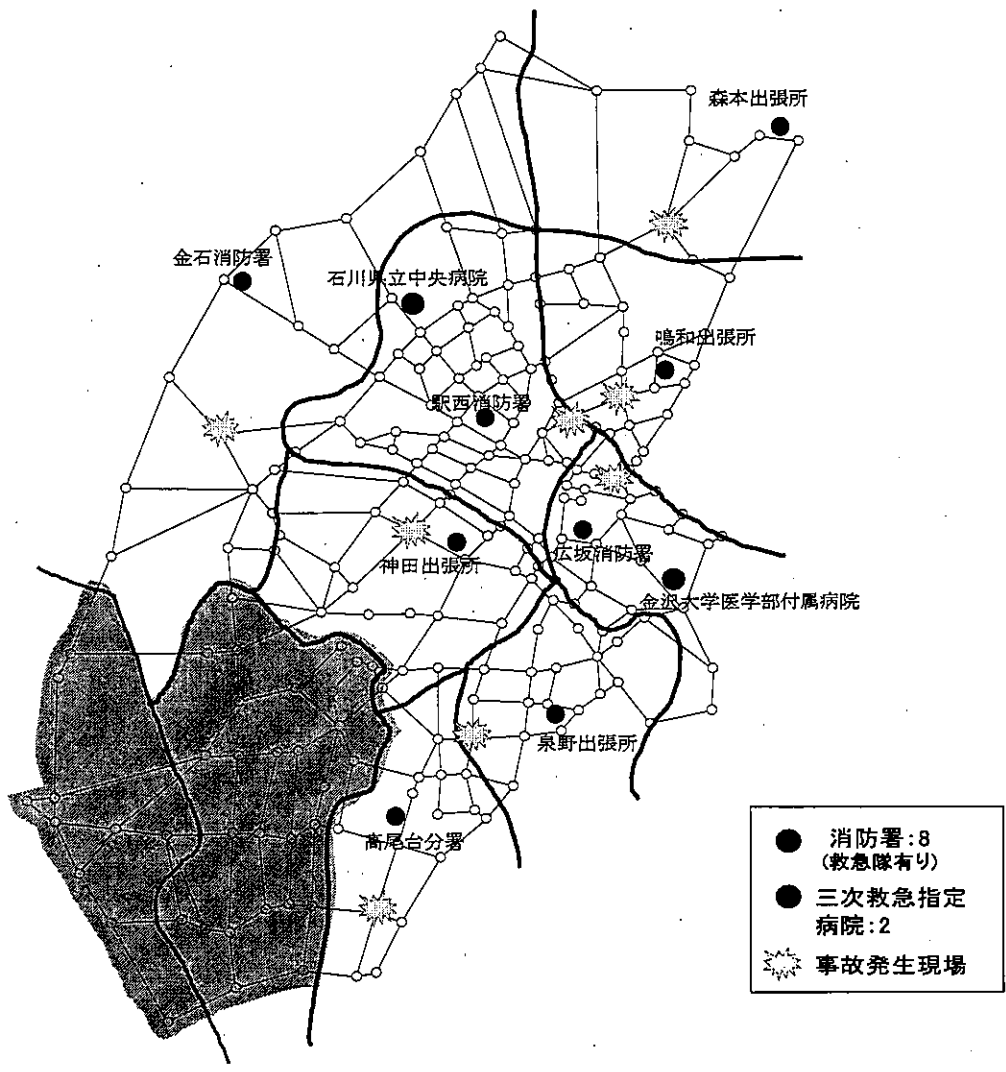 森本出張所
金石消防署
石川県立中央病院
鳴和出張所
駅西消防署
神田出張所
広坂消防署
金沢大学医学部付属病院
泉野出張所
高尾台分署
消防署:8
(救急隊有り)
三次救急指定
病院:2
事故発生現場